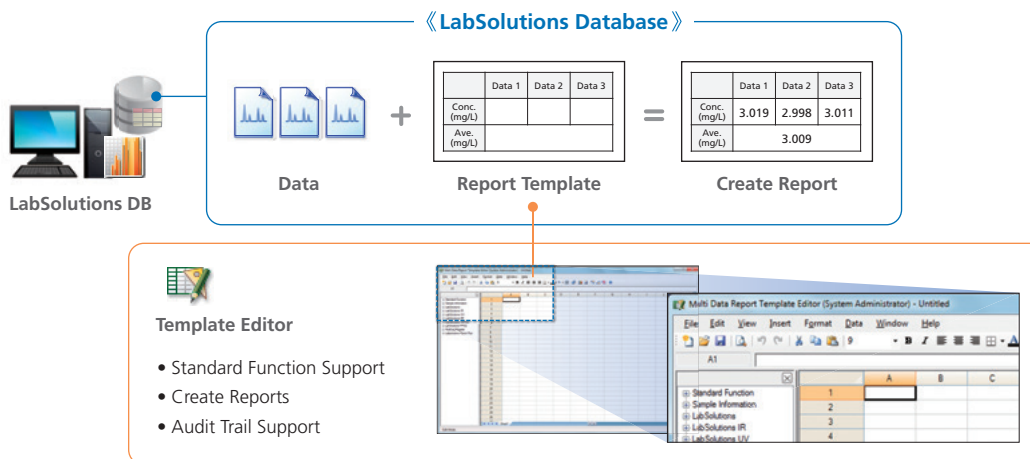 《LabSolutions Database》
Data 1 Data 2 Data 3
Conc.
(mg/L)
Ave.
(mg/L)
Data 1 Data 2 Data 3
Conc.
(mg/L) 3.019 2.998 3.011
Ave.
(mg/L) 3.009
Data
Report Template
Create Report
LabSolutions DB
Template Editor
• Standard Function Support
• Create Reports
• Audit Trail Support
Multi Data Report Template Editor (System Administrator) - Untitled
File Edit View Insert Format Data Window Help
9
A1
A B C
Standard Function 1
Sample Information 2
LabSolutions 3
LabSolutions IR 4
LabSolutions UV